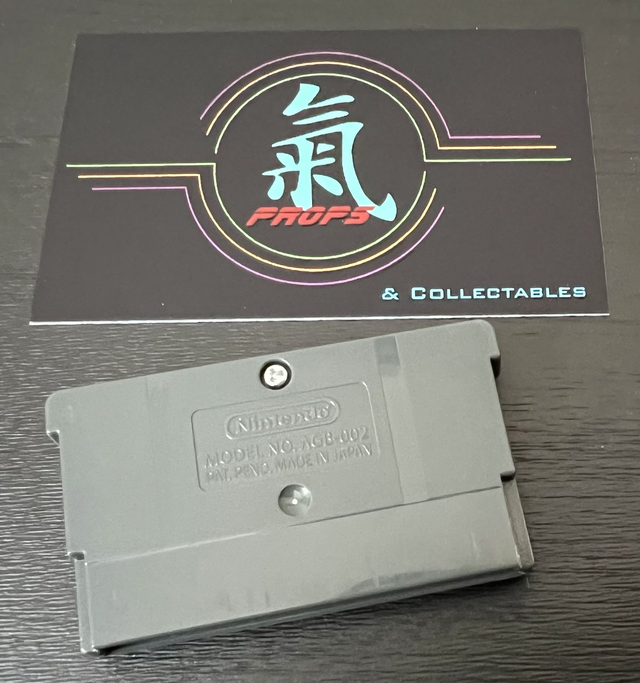 氣
PROPS
& COLLECTABLES
Nintendo
MODEL NO. AGB-002
PAT. PEND. MADE IN JAPAN